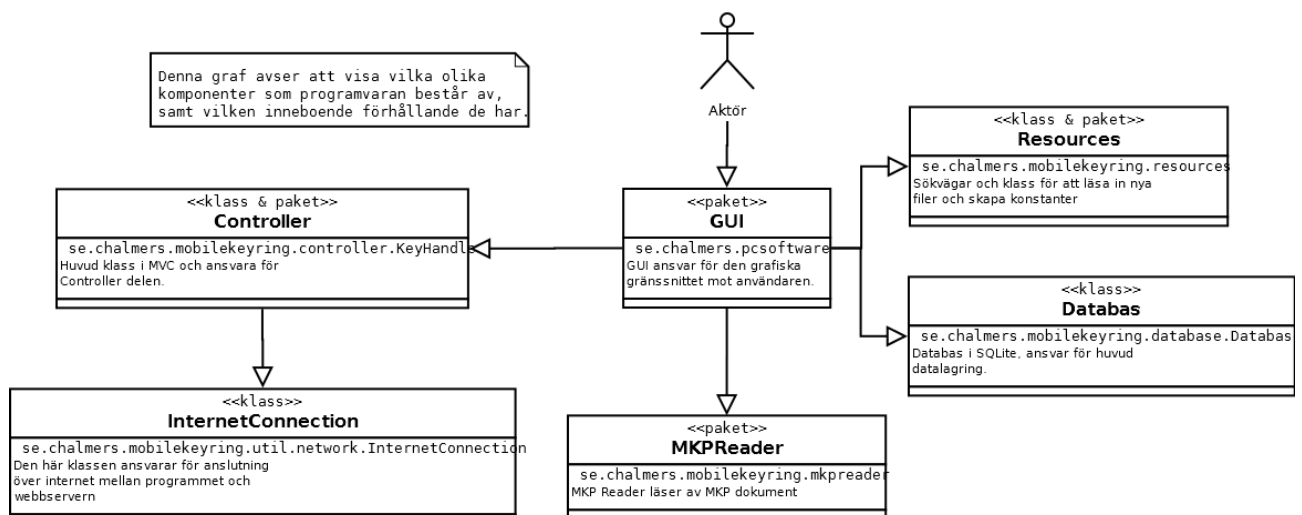 Denna graf avser att visa vilka olika
komponenter som programvaran består av,
samt vilken inneboende förhållande de har.
Aktör
<<klass & paket>>
Resources
se.chalmers.mobilekeyring.resources
Sökvägar och klass för att läsa in nya
filer och skapa konstanter
<<klass & paket>>
Controller
se.chalmers.mobilekeyring.controller.KeyHandle
Huvud klass i MVC och ansvara för
Controller delen.
<<paket>>
GUI
se.chalmers.pcsoftware
GUI ansvar för den grafiska
gränssnittet mot användaren.
<<klass>>
Databas
se.chalmers.mobilekeyring.database.Databas
Databas i SQLite, ansvar för huvud
datalagring.
<<klass>>
InternetConnection
se.chalmers.mobilekeyring.util.network.InternetConnection
Den här klassen ansvarar för anslutning
över internet mellan programmet och
webbservern
<<paket>>
MKPReader
se.chalmers.mobilekeyring.mkpreader
MKP Reader läser av MKP dokument